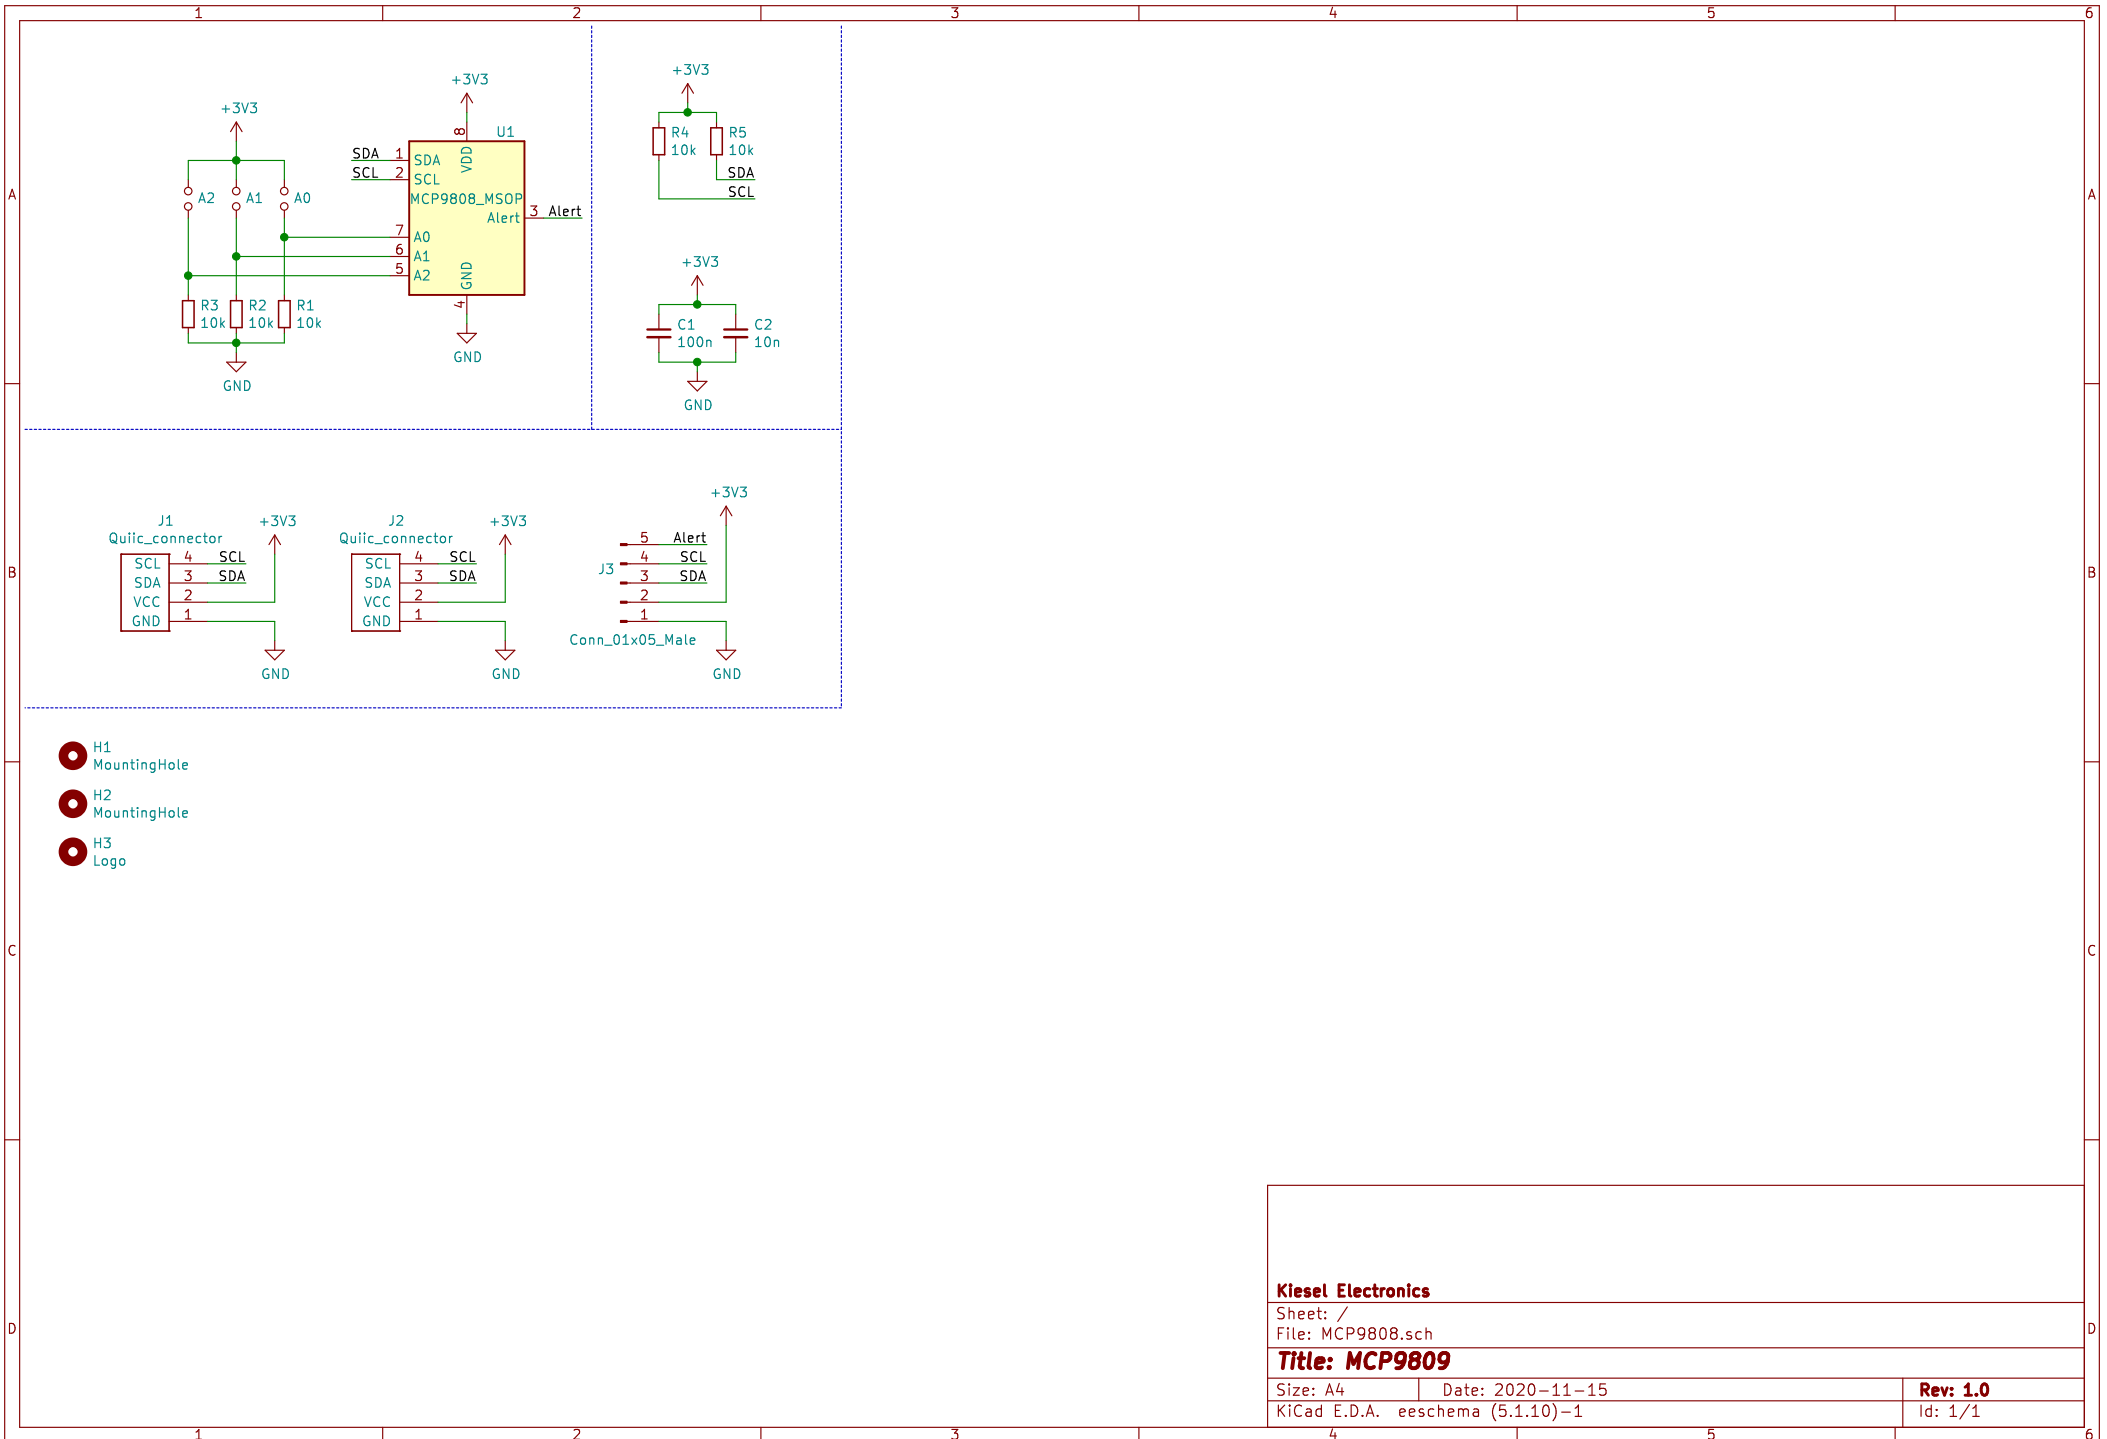 1 2 3 4 5 6
A
B
C
D
+3V3
A2
A1
A0
R3
10k
R2
10k
R1
10k
GND
+3V3
U1
8
VDD
SDA 1 SDA
SCL 2 SCL
MCP9808_MSOP
Alert 3 Alert
7 A0
6 A1
5 A2
GND
4
GND
+3V3
R4
10k
R5
10k
SDA
SCL
+3V3
C1
100n
C2
10n
GND
J1
Quiic_connector
+3V3
SCL 4 SCL
SDA 3 SDA
VCC 2
GND 1
GND
J2
Quiic_connector
+3V3
SCL 4 SCL
SDA 3 SDA
VCC 2
GND 1
GND
+3V3
J3
5 Alert
4 SCL
3 SDA
2
1
Conn_01x05_Male
GND
H1
MountingHole
H2
MountingHole
H3
Logo
A
B
C
D
Kiesel Electronics
Sheet: /
File: MCP9808.sch
Title: MCP9809
Size: A4 Date: 2020-11-15 Rev: 1.0
KiCad E.D.A. eeschema (5.1.10)-1 Id: 1/1
1 2 3 4 5 6